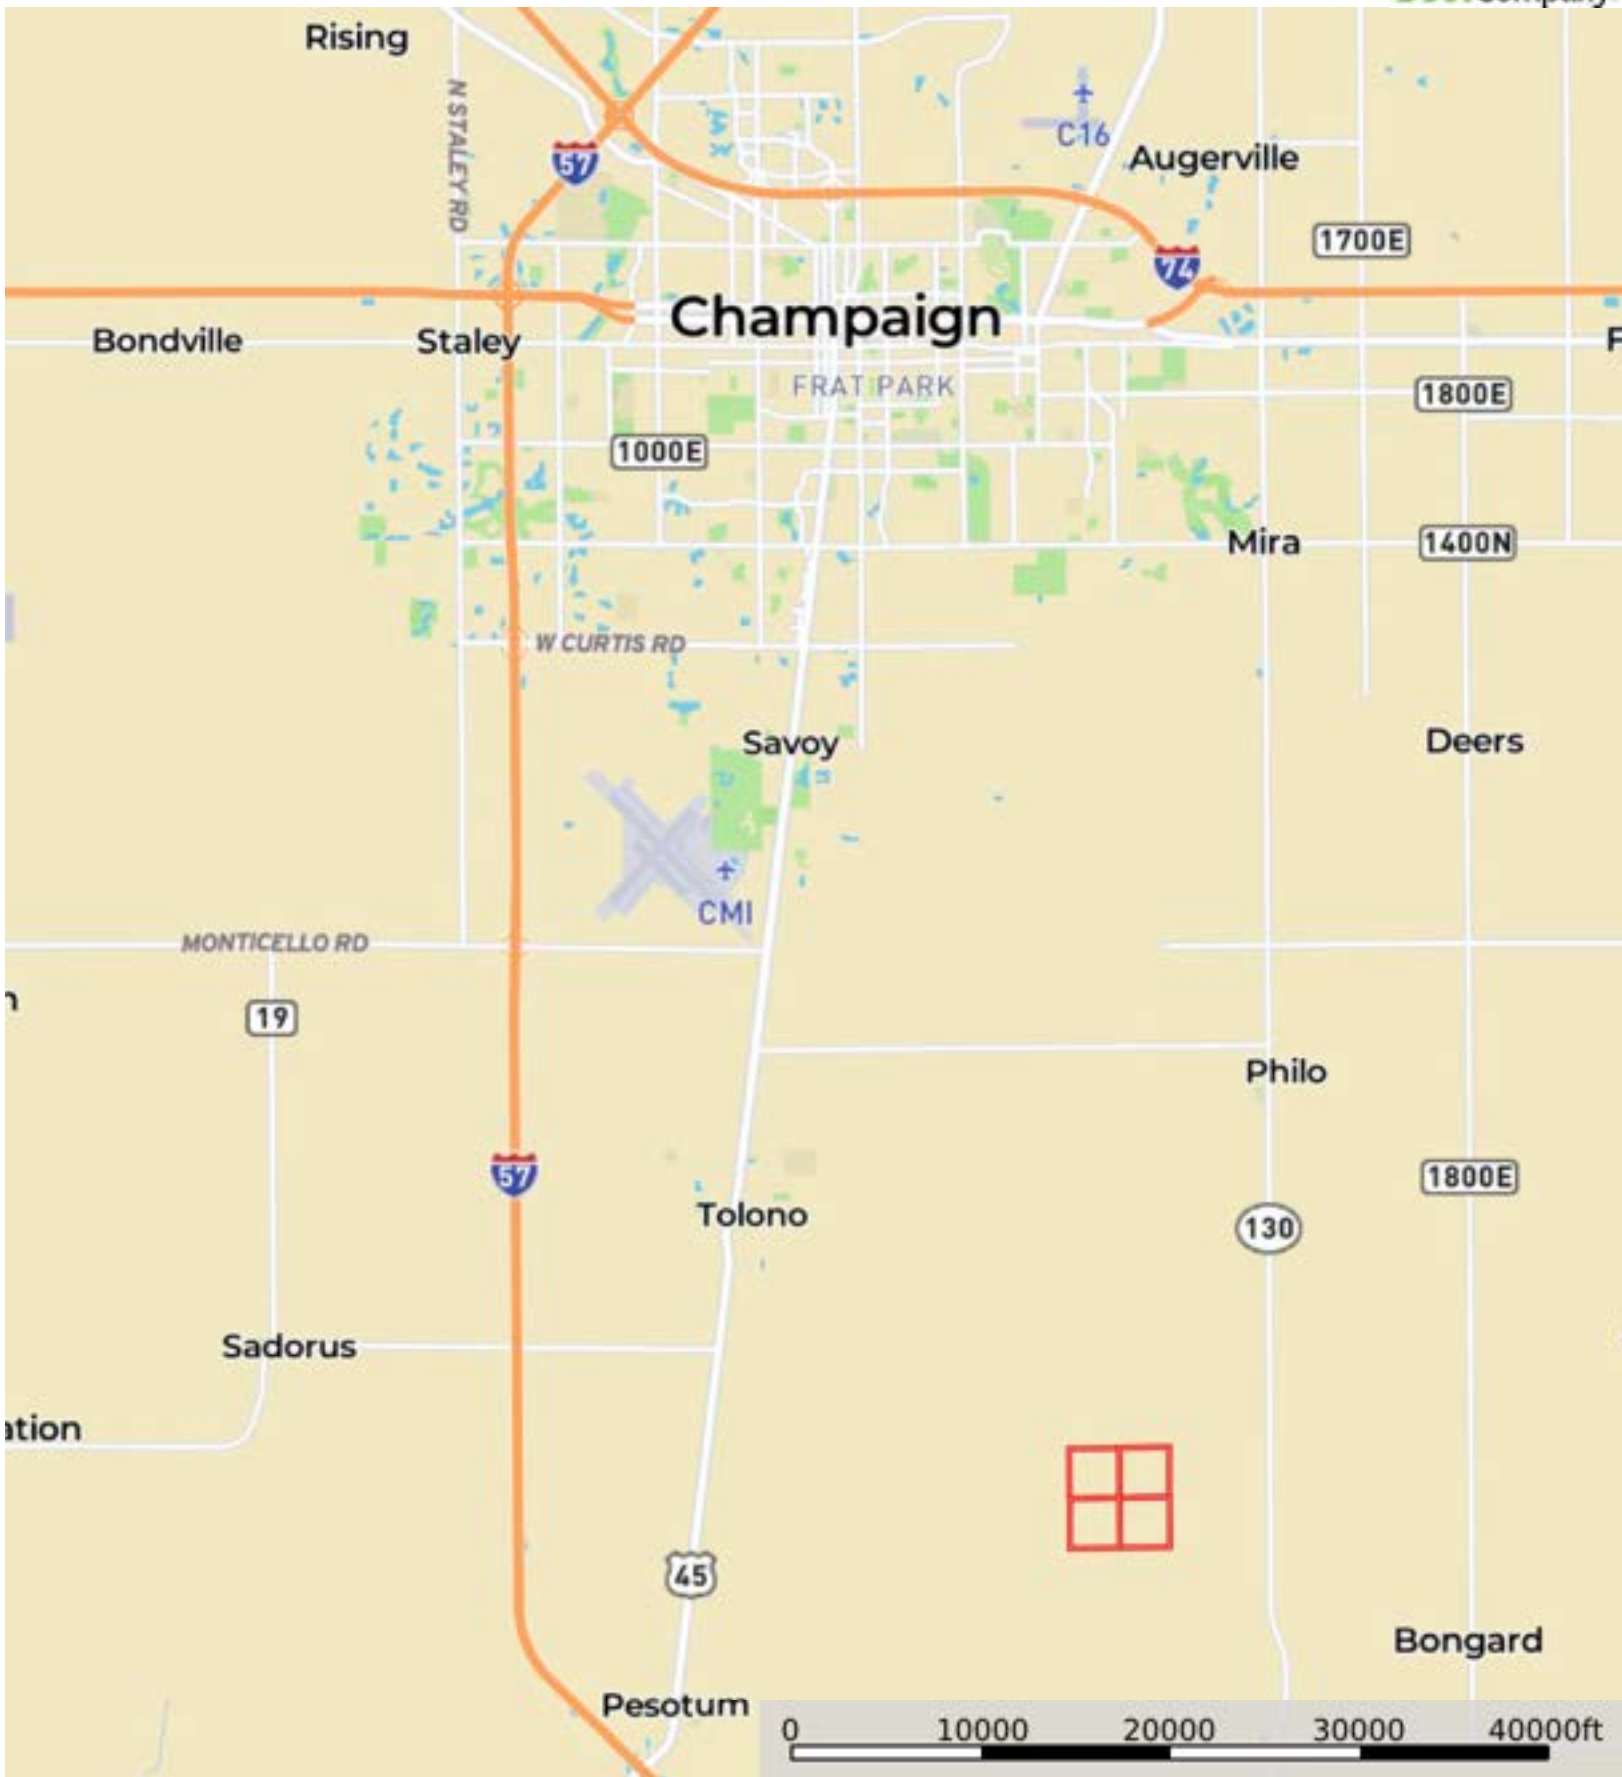 Rising
N STALEY RD
C16
57
Augerville
1700E
74
Champaign
Bondville
Staley
FRAT PARK
1800E
1000E
Mira
1400N
W CURTIS RD
Savoy
Deers
CMI
MONTICELLO RD
19
Philo
57
1800E
Tolono
130
Sadorus
ation
45
Bongard
Pesotum
0 10000 20000 30000 40000ft